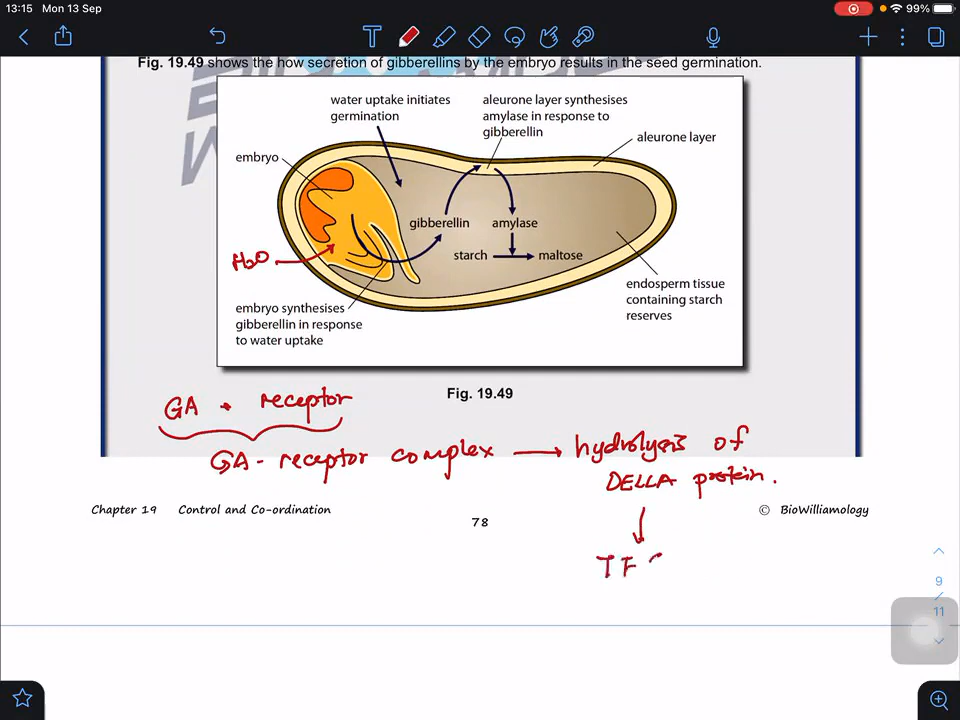 13:15 Mon 13 Sep 99%
Fig. 19.49 shows the how secretion of gibberellins by the embryo results in the seed germination.
water uptake initiates
germination
aleurone layer synthesises
amylase in response to
gibberellin
aleurone layer
embryo
gibberellin
amylase
H2O
starch
maltose
endosperm tissue
containing starch
reserves
embryo synthesises
gibberellin in response
to water uptake
Fig. 19.49
GA + receptor
GA - receptor complex → hydrolysis of
DELLA protein.
↓
TF
Chapter 19 Control and Co-ordination
78
© BioWilliamology
9
/
11